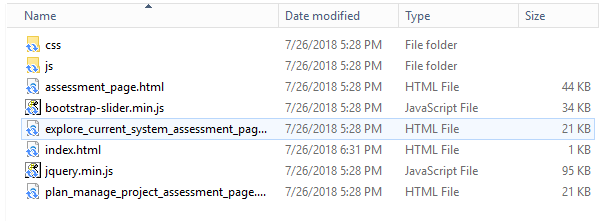 Name Date modified Type Size
css 7/26/2018 5:28 PM File folder
js 7/26/2018 5:28 PM File folder
assessment_page.html 7/26/2018 5:28 PM HTML File 44 KB
bootstrap-slider.min.js 7/26/2018 5:28 PM JavaScript File 34 KB
explore_current_system_assessment_pag... 7/26/2018 5:28 PM HTML File 21 KB
index.html 7/26/2018 6:31 PM HTML File 1 KB
jquery.min.js 7/26/2018 5:28 PM JavaScript File 95 KB
plan_manage_project_assessment_page.... 7/26/2018 5:28 PM HTML File 21 KB